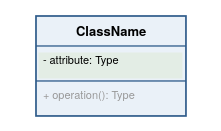 ClassName
- attribute: Type
+ operation(): Type